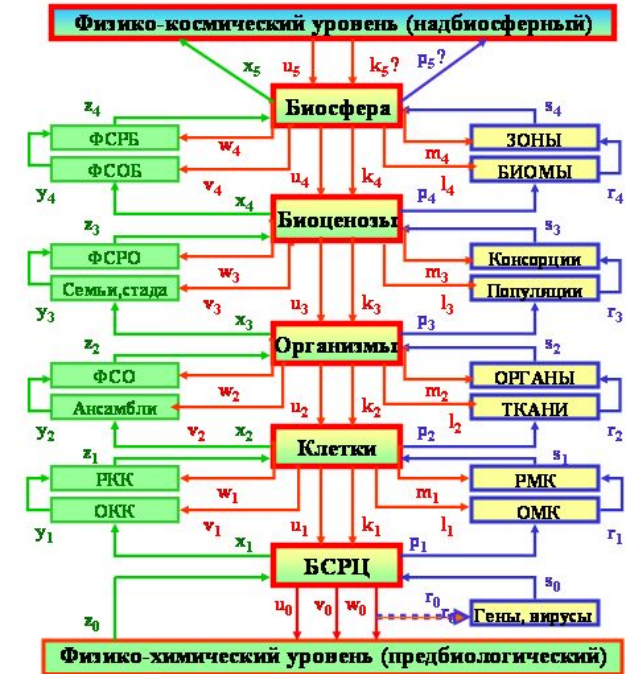 Физико-космический уровень (надбиосферный)
x5 u5 k5? p5?
z4 Биосфера s4
ФСРБ w4 m4 ЗОНЫ
ФСОБ БИОМЫ
y4 v4 u4 k4 l4 r4
x4 p4
z3 Биоценозы s3
ФСРО w3 m3 Консорции
Семьи,стада Популяции
y3 v3 u3 k3 l3 r3
x3 p3
z2 Организмы s2
ФСО w2 m2 ОРГАНЫ
Ансамбли ТКАНИ
y2 v2 x2 u2 k2 p2 l2 r2
z1 Клетки s1
РКК w1 m1 РМК
ОКК ОМК
y1 v1 u1 k1 l1 r1
x1 p1
БСРЦ
z0 u0 v0 w0 r0 s0
Гены, вирусы
Физико-химический уровень (предбиологический)